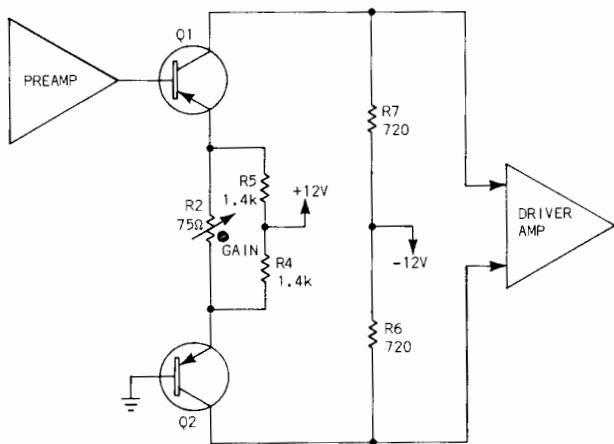 Q1
PREAMP
R7
720
R5
1.4k
+12V
R2
75Ω
GAIN
DRIVER
AMP
R4
1.4k
-12V
R6
720
Q2